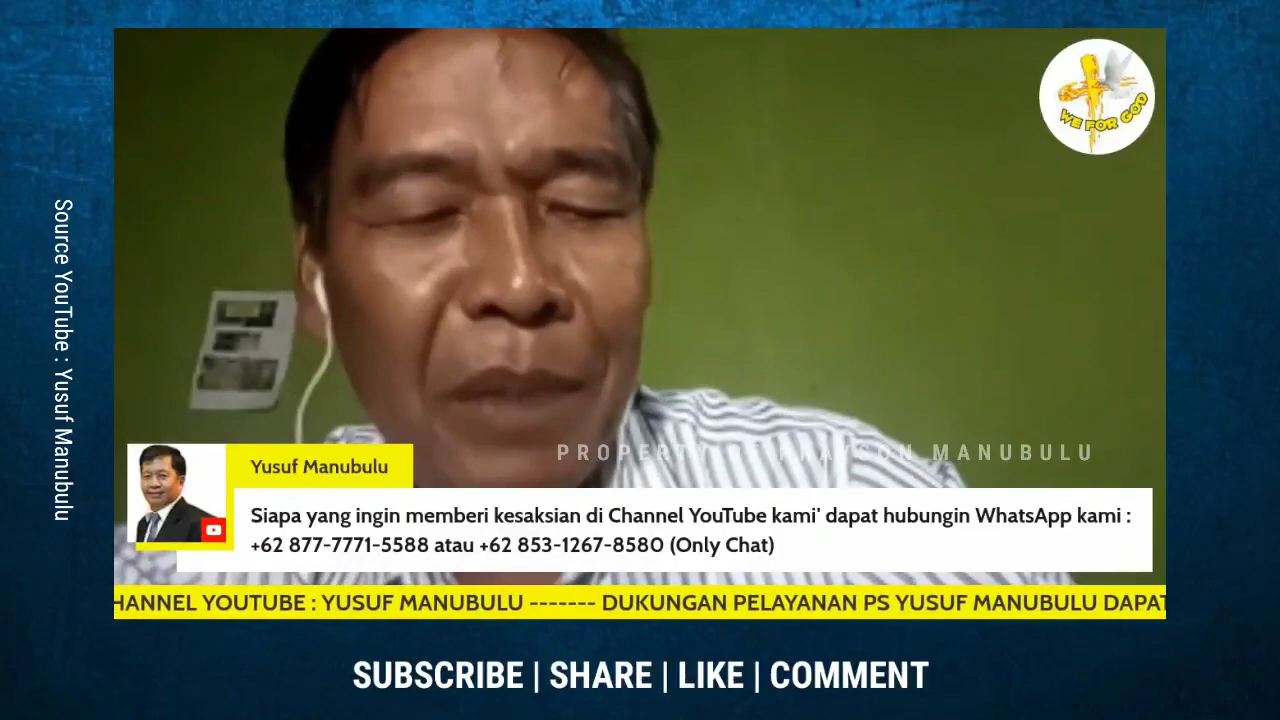 WE FOR GOD
Source YouTube : Yusuf Manubulu
PROPERTY OF FRAYSON MANUBULU
Yusuf Manubulu
Siapa yang ingin memberi kesaksian di Channel YouTube kami' dapat hubungin WhatsApp kami :
+62 877-7771-5588 atau +62 853-1267-8580 (Only Chat)
HANNEL YOUTUBE : YUSUF MANUBULU ------- DUKUNGAN PELAYANAN PS YUSUF MANUBULU DAPAT
SUBSCRIBE | SHARE | LIKE | COMMENT